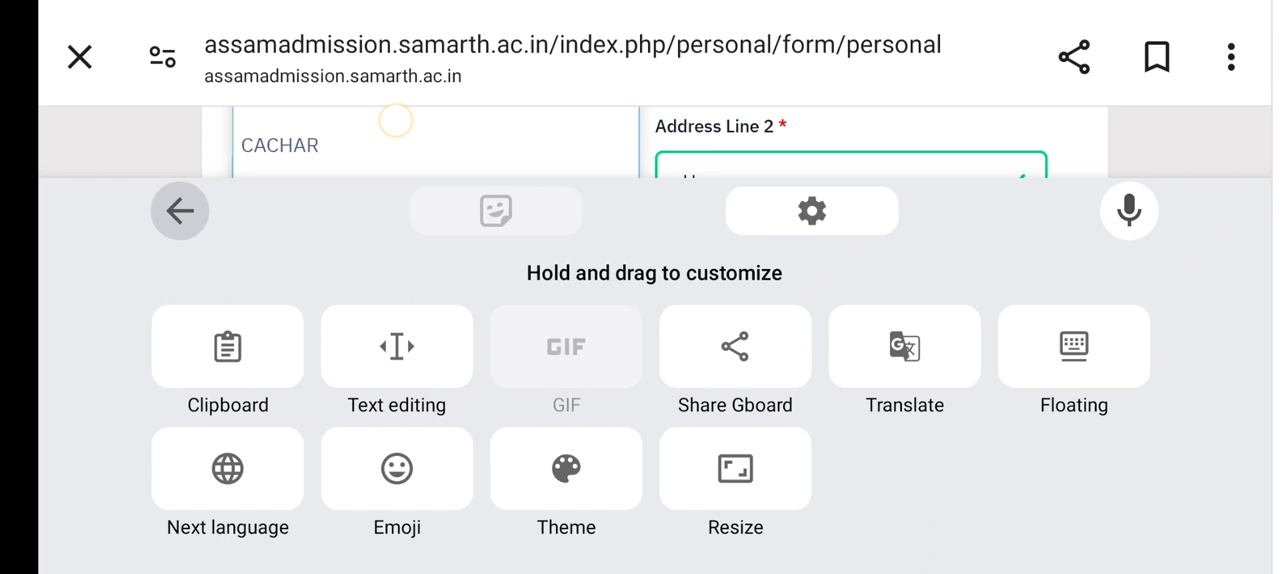 assamadmission.samarth.ac.in/index.php/personal/form/personal
assamadmission.samarth.ac.in
CACHAR
Address Line 2 *
Hold and drag to customize
GIF
Clipboard
Text editing
GIF
Share Gboard
Translate
Floating
Next language
Emoji
Theme
Resize